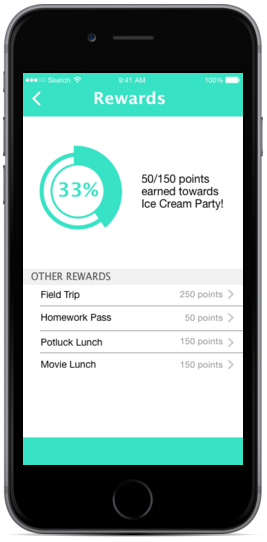 Sketch 9:41 AM 100%
Rewards
33%
50/150 points
earned towards
Ice Cream Party!
OTHER REWARDS
Field Trip 250 points
Homework Pass 50 points
Potluck Lunch 150 points
Movie Lunch 150 points